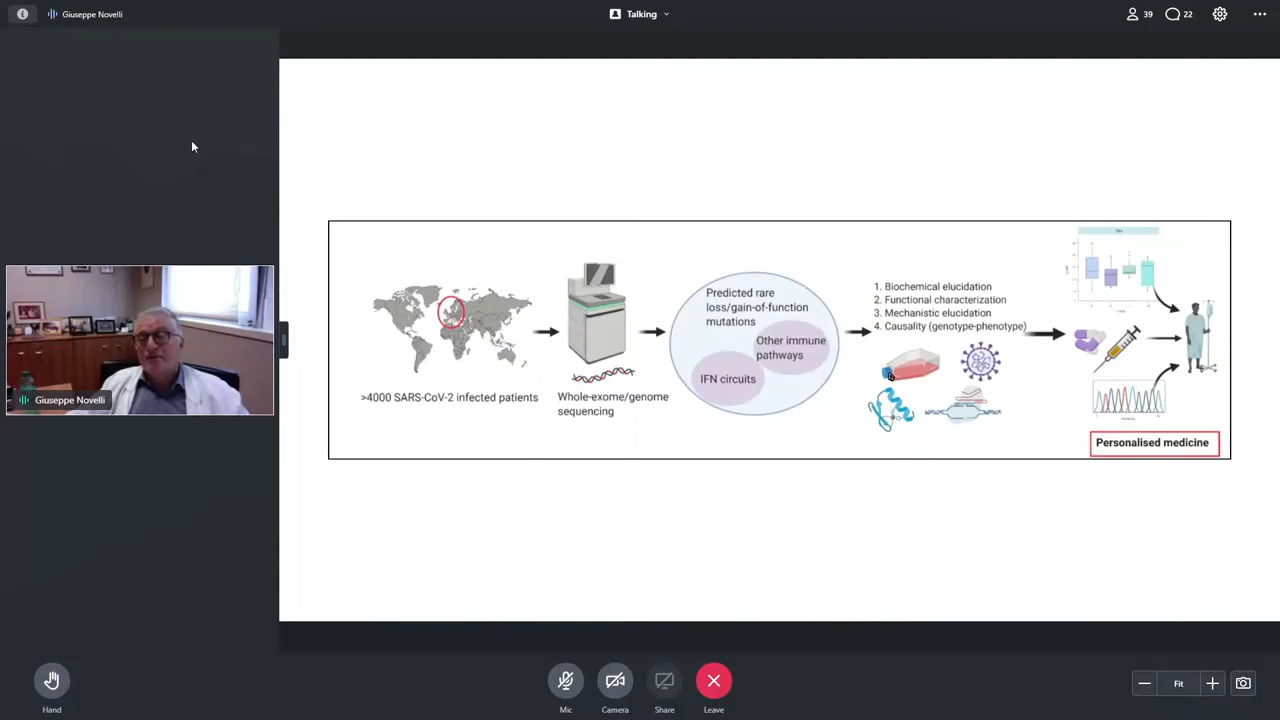 Giuseppe Novelli
Talking
39
22
Giuseppe Novelli
>4000 SARS-CoV-2 infected patients
Whole-exome/genome
sequencing
Predicted rare
loss/gain-of-function
mutations
Other immune
pathways
IFN circuits
1. Biochemical elucidation
2. Functional characterization
3. Mechanistic elucidation
4. Causality (genotype-phenotype)
Personalised medicine
Hand
Mic
Camera
Share
Leave
Fit